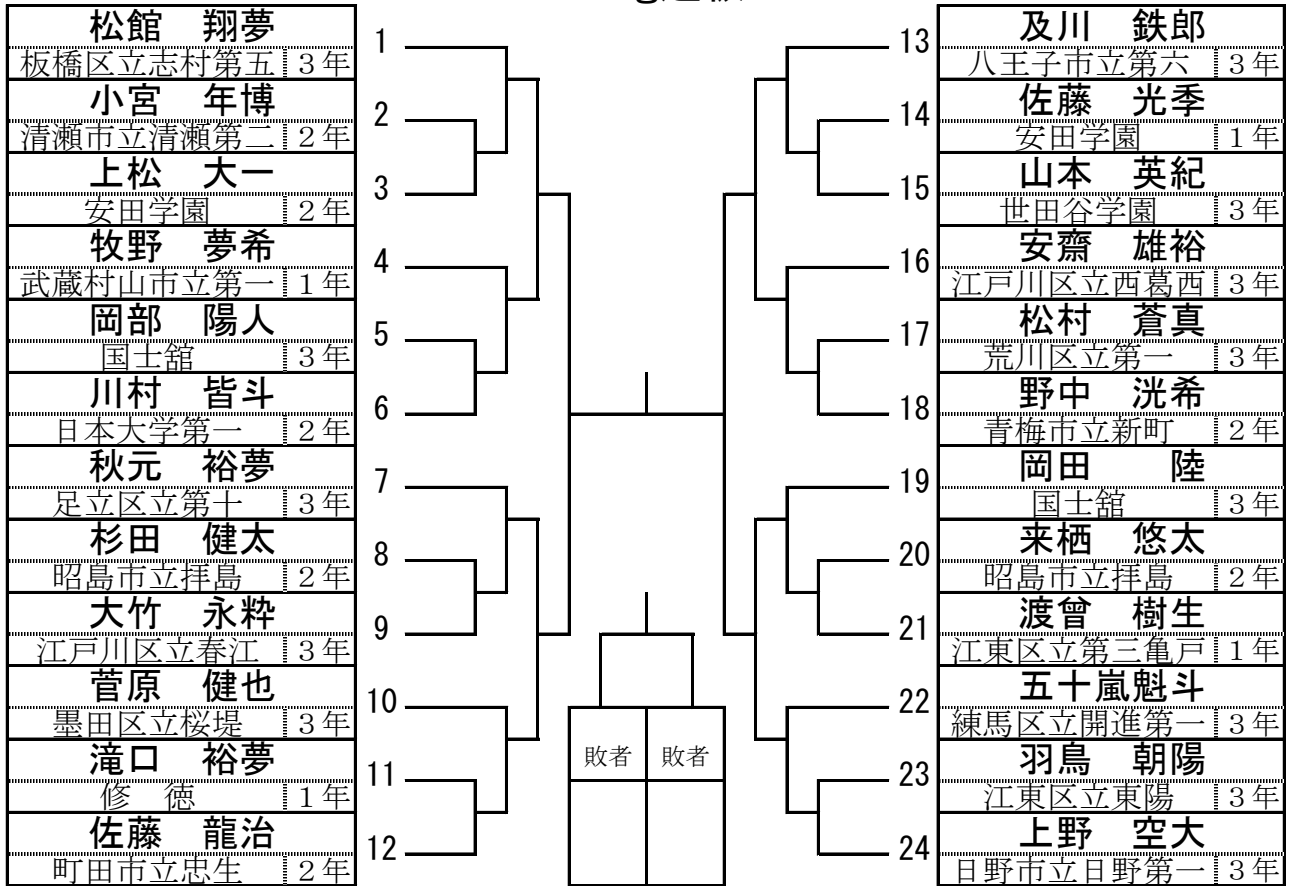 松館　翔夢
板橋区立志村第五 3年
1
小宮　年博
清瀬市立清瀬第二 2年
2
上松　大一
安田学園 2年
3
牧野　夢希
武蔵村山市立第一 1年
4
岡部　陽人
国士舘 3年
5
川村　皆斗
日本大学第一 2年
6
秋元　裕夢
足立区立第十 3年
7
杉田　健太
昭島市立拝島 2年
8
大竹　永粋
江戸川区立春江 3年
9
菅原　健也
墨田区立桜堤 3年
10
滝口　裕夢
修　徳 1年
11
佐藤　龍治
町田市立忠生 2年
12
敗者 敗者
13
及川　鉄郎
八王子市立第六 3年
14
佐藤　光季
安田学園 1年
15
山本　英紀
世田谷学園 3年
16
安齋　雄裕
江戸川区立西葛西 3年
17
松村　蒼真
荒川区立第一 3年
18
野中　洸希
青梅市立新町 2年
19
岡田　　陸
国士舘 3年
20
来栖　悠太
昭島市立拝島 2年
21
渡曾　樹生
江東区立第三亀戸 1年
22
五十嵐魁斗
練馬区立開進第一 3年
23
羽鳥　朝陽
江東区立東陽 3年
24
上野　空大
日野市立日野第一 3年